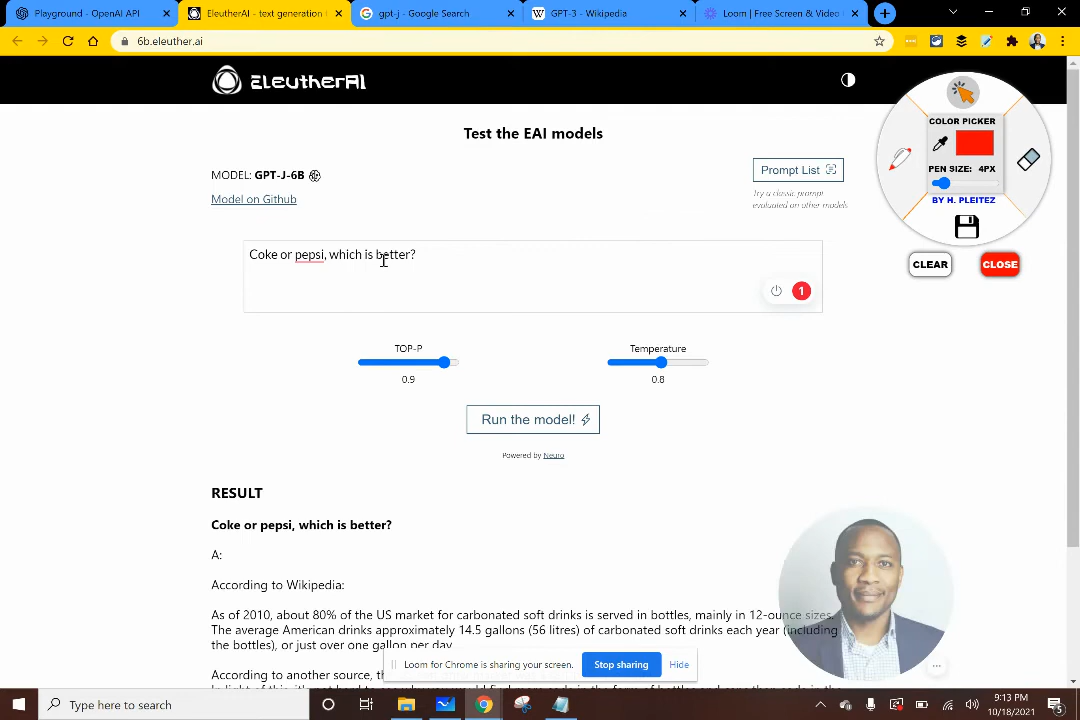 Playground - OpenAI API
EleutherAI - text generation
gpt-j - Google Search
GPT-3 - Wikipedia
Loom | Free Screen & Video
6b.eleuther.ai
EleutherAI
Test the EAI models
MODEL: GPT-J-6B
Model on Github
Prompt List
Try a classic prompt
evaluated on other models
COLOR PICKER
PEN SIZE: 4PX
BY H. PLEITEZ
CLEAR
CLOSE
Coke or pepsi, which is better?
1
TOP-P
0.9
Temperature
0.8
Run the model!
Powered by Neuro
RESULT
Coke or pepsi, which is better?
A:
According to Wikipedia:
As of 2010, about 80% of the US market for carbonated soft drinks is served in bottles, mainly in 12-ounce sizes.
The average American drinks approximately 14.5 gallons (56 litres) of carbonated soft drinks each year (including
the bottles), or just over one gallon per day.
According to another source,
Loom for Chrome is sharing your screen.
Stop sharing
Hide
Type here to search
9:13 PM
10/18/2021
5